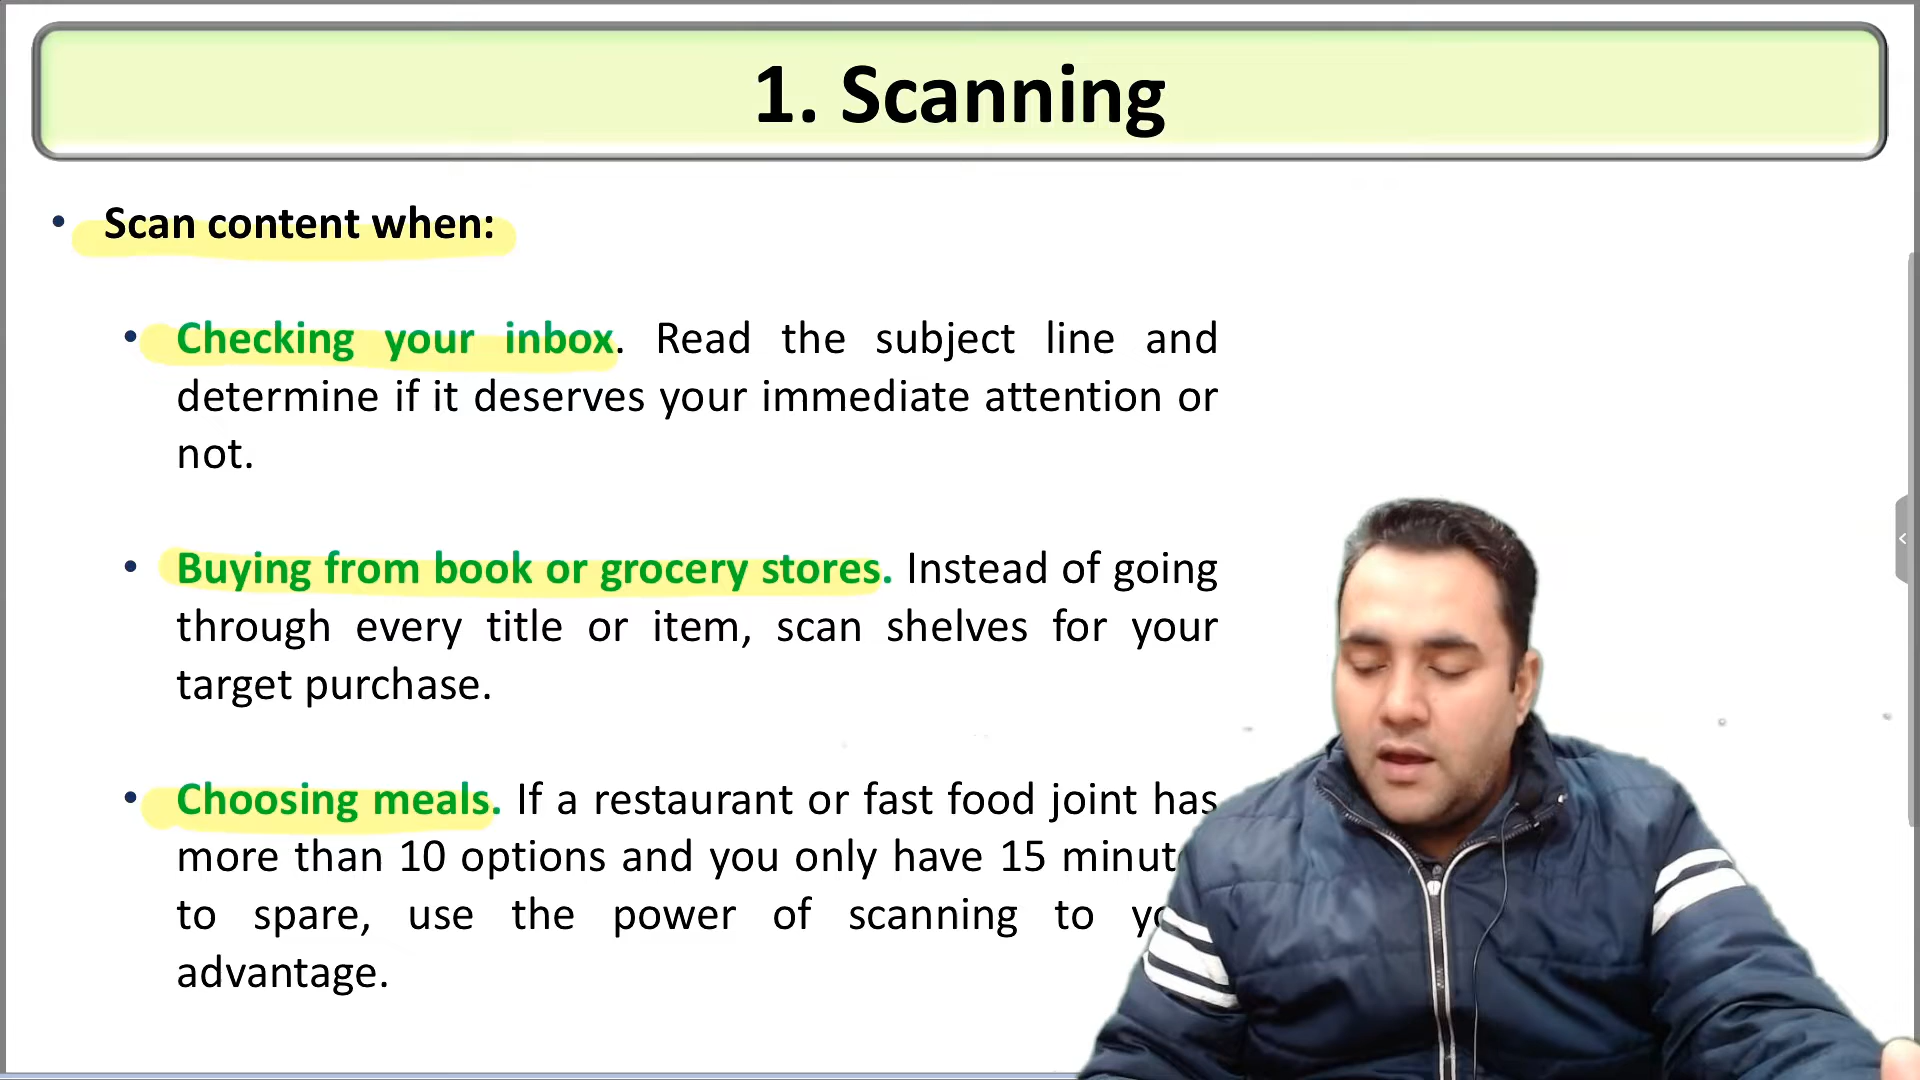 1. Scanning
• Scan content when:
• Checking your inbox. Read the subject line and
determine if it deserves your immediate attention or
not.
• Buying from book or grocery stores. Instead of going
through every title or item, scan shelves for your
target purchase.
• Choosing meals. If a restaurant or fast food joint has
more than 10 options and you only have 15
to spare, use the power of scanning to
advantage.